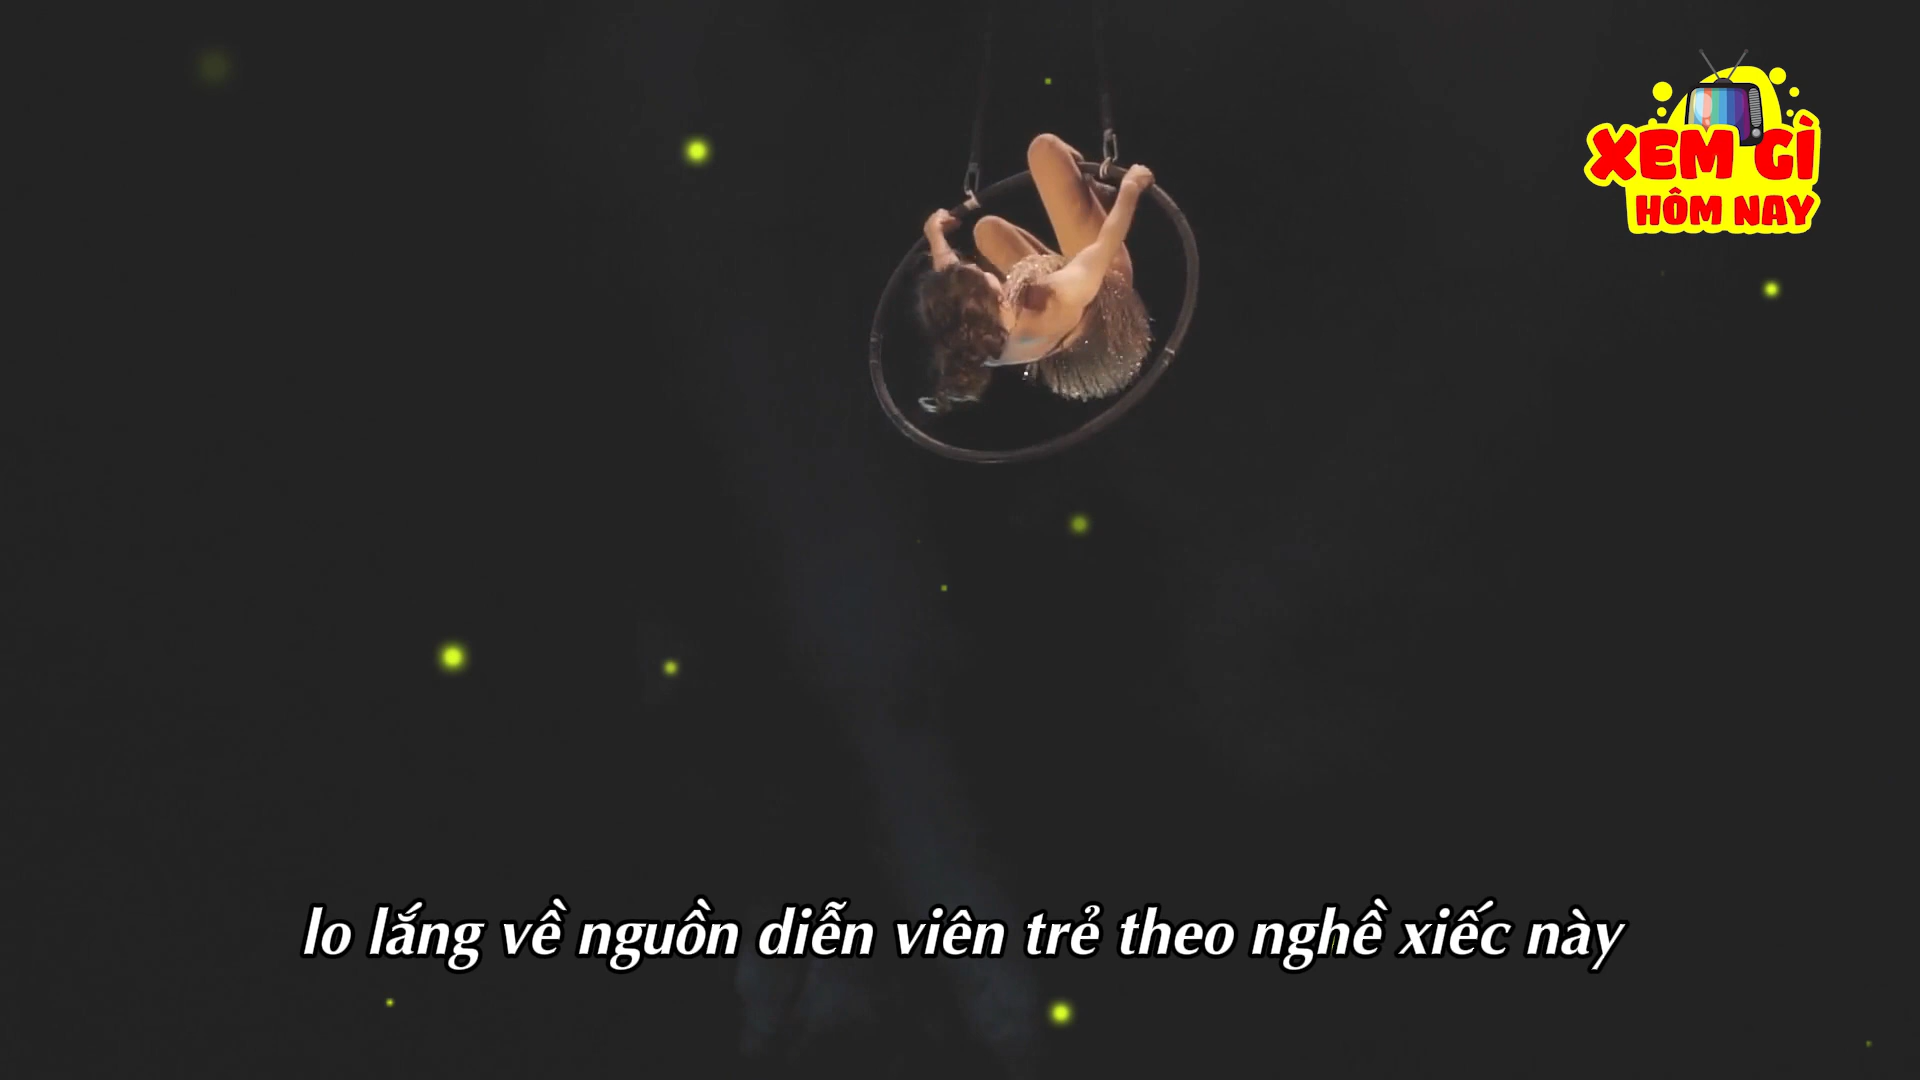 XEM GÌ
HÔM NAY
lo lắng về nguồn diễn viên trẻ theo nghề xiếc này